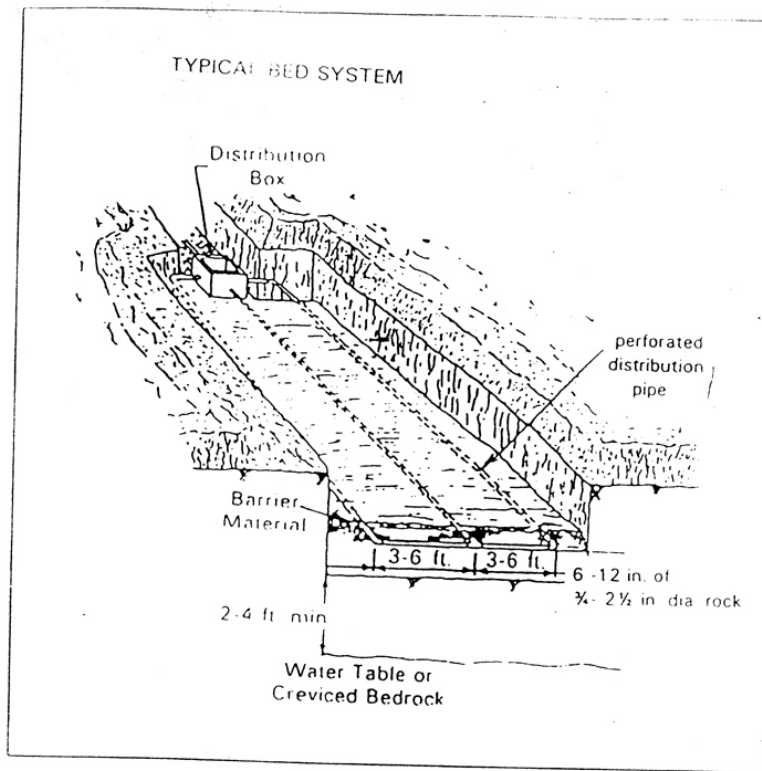 TYPICAL BED SYSTEM
Distribution
Box
perforated
distribution
pipe
Barrier
Material
3-6 ft.
3-6 ft.
6-12 in. of
¾-2½ in dia rock
2-4 ft min
Water Table or
Creviced Bedrock